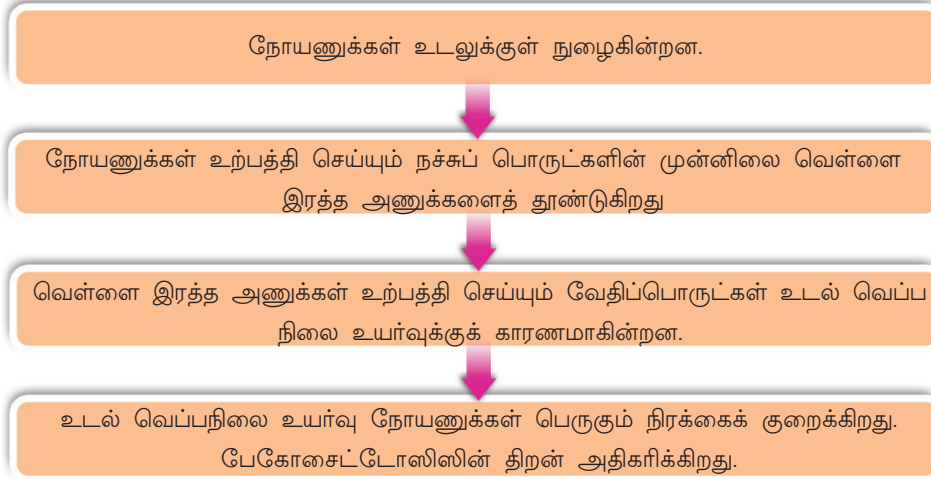 நோயணுக்கள் உடலுக்குள் நுழைகின்றன.
நோயணுக்கள் உற்பத்தி செய்யும் நச்சுப் பொருட்களின் முன்னிலை வெள்ளை
இரத்த அணுக்களைத் தூண்டுகிறது
வெள்ளை இரத்த அணுக்கள் உற்பத்தி செய்யும் வேதிப்பொருட்கள் உடல் வெப்ப
நிலை உயர்வுக்குக் காரணமாகின்றன.
உடல் வெப்பநிலை உயர்வு நோயணுக்கள் பெருகும் நிரக்கைக் குறைக்கிறது.
பேகோசைட்டோஸிஸின் திறன் அதிகரிக்கிறது.